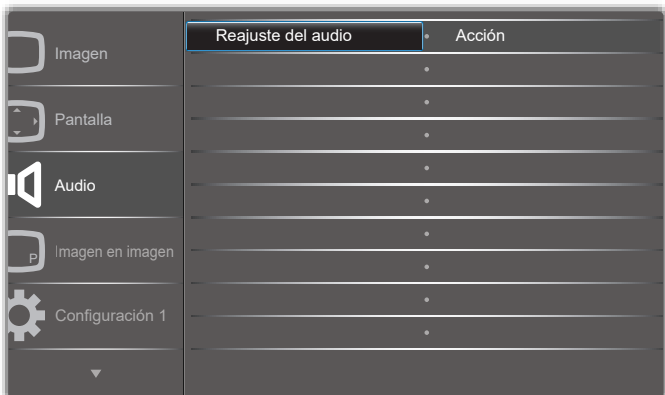 Reajuste del audio Acción
Imagen
Pantalla
Audio
P
Imagen en imagen
Configuración 1